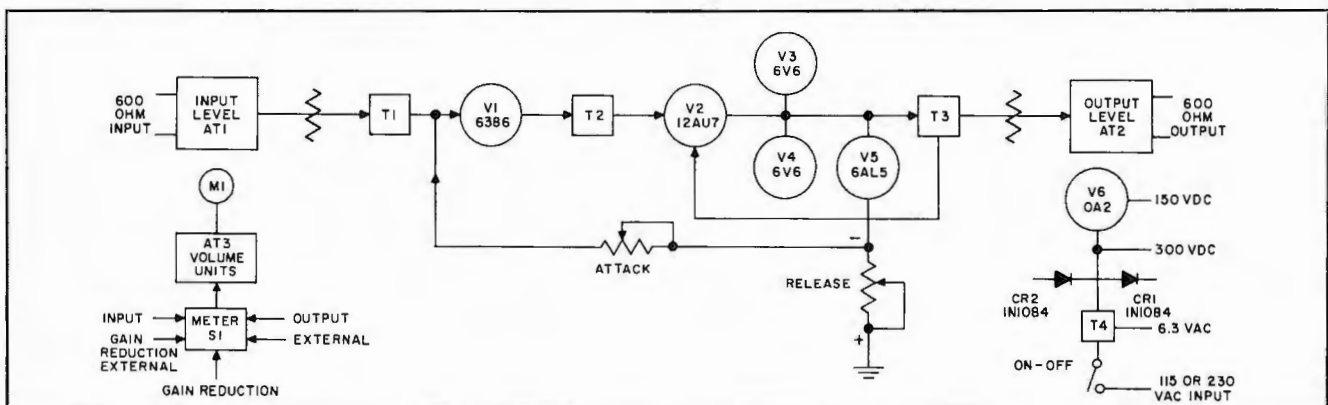 600
OHM
INPUT
INPUT
LEVEL
AT1
T1
V1
6386
T2
V2
12AU7
V3
6V6
V4
6V6
V5
6AL5
T3
OUTPUT
LEVEL
AT2
600
OHM
OUTPUT
M1
AT3
VOLUME
UNITS
METER
S1
INPUT
GAIN
REDUCTION
EXTERNAL
OUTPUT
EXTERNAL
GAIN REDUCTION
ATTACK
−
RELEASE
+
V6
OA2
150 VDC
300 VDC
CR2
IN1084
CR1
IN1084
T4
6.3 VAC
ON-OFF
115 OR 230
VAC INPUT